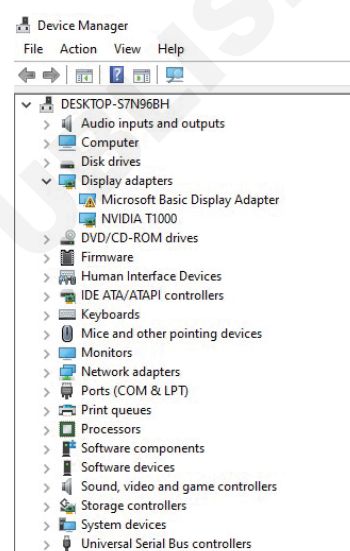 Device Manager
File Action View Help
DESKTOP-S7N96BH
Audio inputs and outputs
Computer
Disk drives
Display adapters
Microsoft Basic Display Adapter
NVIDIA T1000
DVD/CD-ROM drives
Firmware
Human Interface Devices
IDE ATA/ATAPI controllers
Keyboards
Mice and other pointing devices
Monitors
Network adapters
Ports (COM & LPT)
Print queues
Processors
Software components
Software devices
Sound, video and game controllers
Storage controllers
System devices
Universal Serial Bus controllers